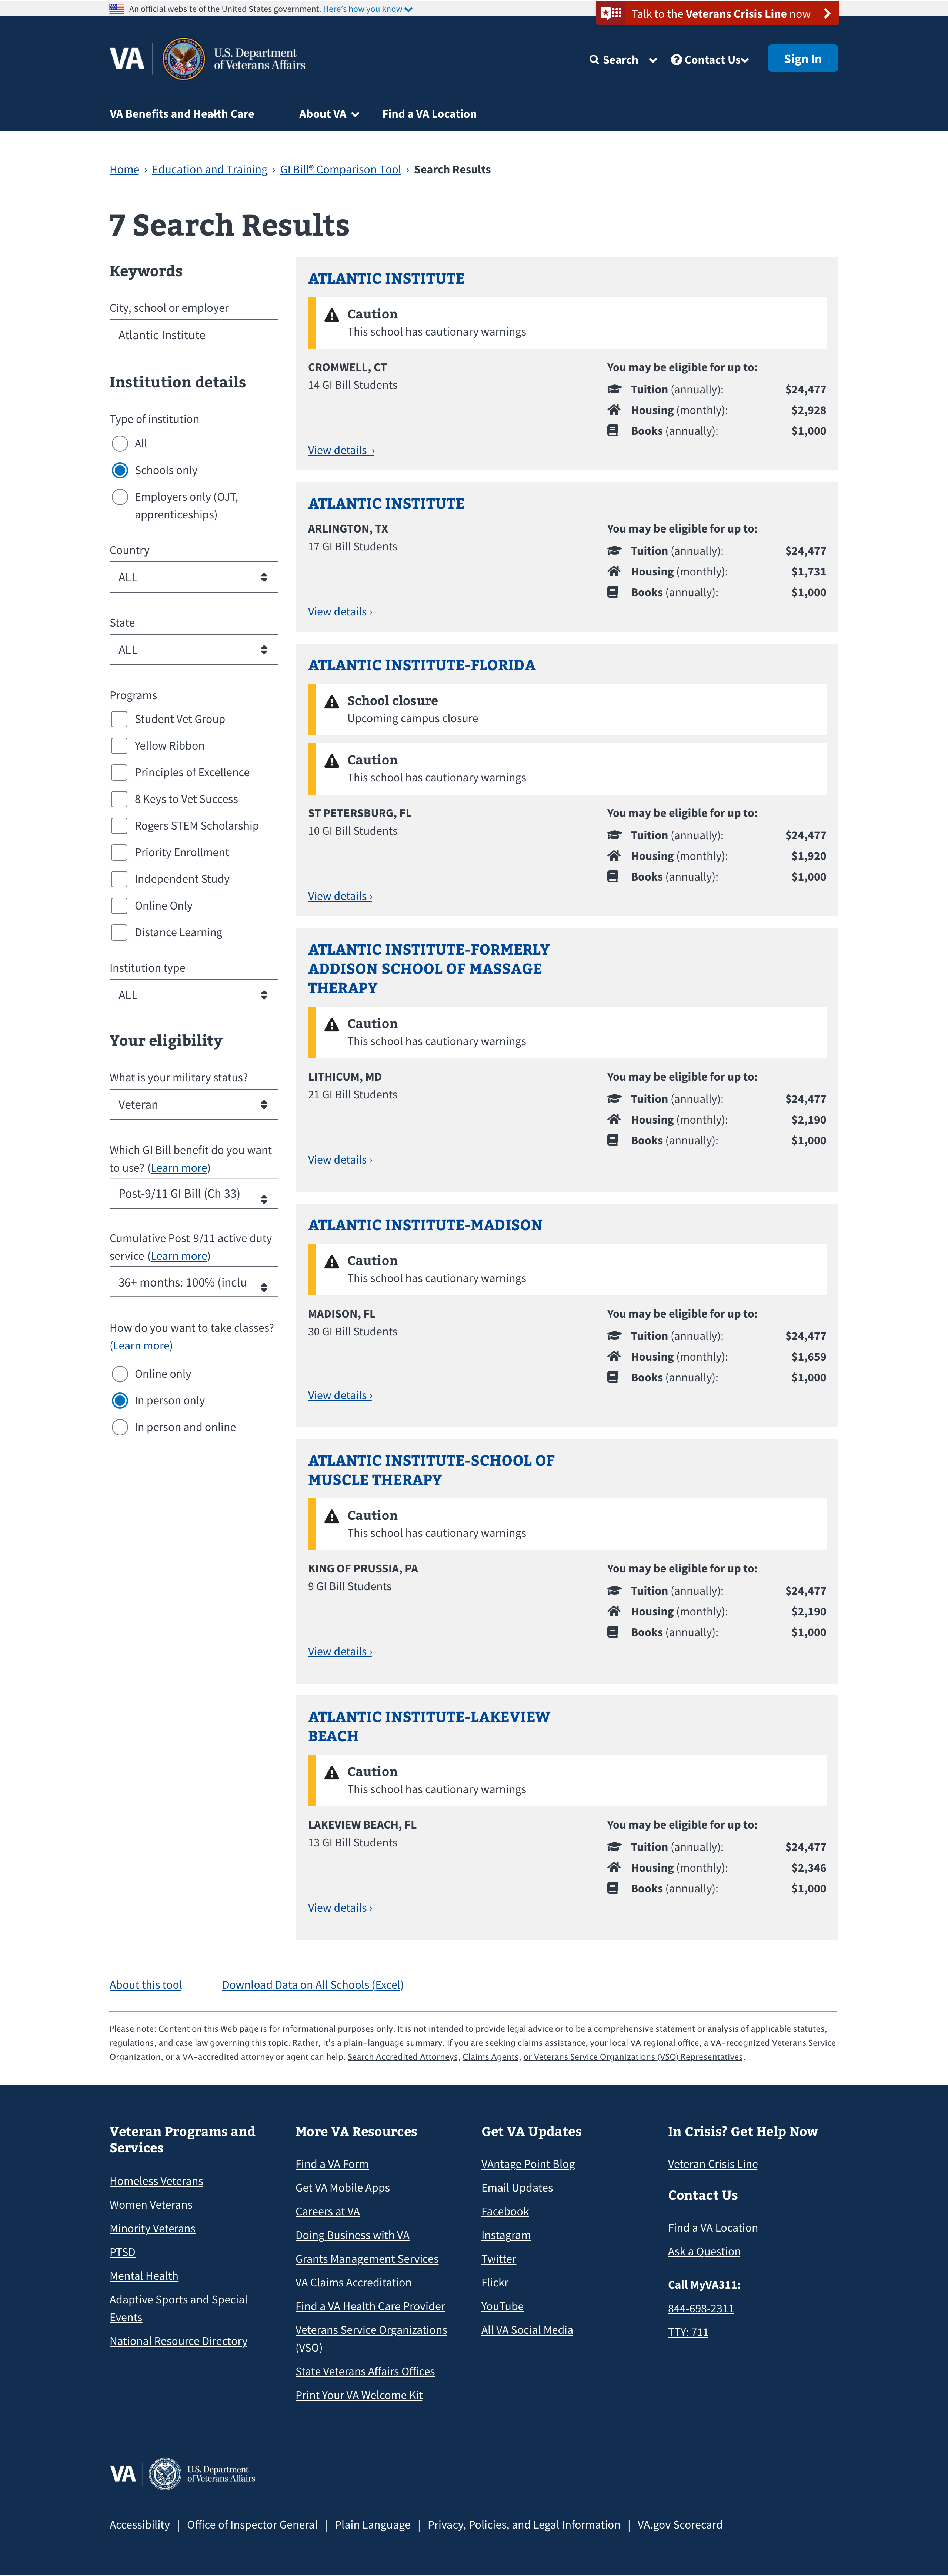 An official website of the United States government. Here's how you know
Talk to the Veterans Crisis Line now
VA
U.S. Department
of Veterans Affairs
Search
Contact Us
Sign In
VA Benefits and Health Care
About VA
Find a VA Location
Home › Education and Training › GI Bill® Comparison Tool › Search Results
7 Search Results
Keywords
City, school or employer
Atlantic Institute
Institution details
Type of institution
All
Schools only
Employers only (OJT,
apprenticeships)
Country
ALL
State
ALL
Programs
Student Vet Group
Yellow Ribbon
Principles of Excellence
8 Keys to Vet Success
Rogers STEM Scholarship
Priority Enrollment
Independent Study
Online Only
Distance Learning
Institution type
ALL
Your eligibility
What is your military status?
Veteran
Which GI Bill benefit do you want
to use? (Learn more)
Post-9/11 GI Bill (Ch 33)
Cumulative Post-9/11 active duty
service (Learn more)
36+ months: 100% (inclu
How do you want to take classes?
(Learn more)
Online only
In person only
In person and online
ATLANTIC INSTITUTE
Caution
This school has cautionary warnings
CROMWELL, CT
14 GI Bill Students
You may be eligible for up to:
Tuition (annually): $24,477
Housing (monthly): $2,928
Books (annually): $1,000
View details ›
ATLANTIC INSTITUTE
ARLINGTON, TX
17 GI Bill Students
You may be eligible for up to:
Tuition (annually): $24,477
Housing (monthly): $1,731
Books (annually): $1,000
View details ›
ATLANTIC INSTITUTE-FLORIDA
School closure
Upcoming campus closure
Caution
This school has cautionary warnings
ST PETERSBURG, FL
10 GI Bill Students
You may be eligible for up to:
Tuition (annually): $24,477
Housing (monthly): $1,920
Books (annually): $1,000
View details ›
ATLANTIC INSTITUTE-FORMERLY
ADDISON SCHOOL OF MASSAGE
THERAPY
Caution
This school has cautionary warnings
LITHICUM, MD
21 GI Bill Students
You may be eligible for up to:
Tuition (annually): $24,477
Housing (monthly): $2,190
Books (annually): $1,000
View details ›
ATLANTIC INSTITUTE-MADISON
Caution
This school has cautionary warnings
MADISON, FL
30 GI Bill Students
You may be eligible for up to:
Tuition (annually): $24,477
Housing (monthly): $1,659
Books (annually): $1,000
View details ›
ATLANTIC INSTITUTE-SCHOOL OF
MUSCLE THERAPY
Caution
This school has cautionary warnings
KING OF PRUSSIA, PA
9 GI Bill Students
You may be eligible for up to:
Tuition (annually): $24,477
Housing (monthly): $2,190
Books (annually): $1,000
View details ›
ATLANTIC INSTITUTE-LAKEVIEW
BEACH
Caution
This school has cautionary warnings
LAKEVIEW BEACH, FL
13 GI Bill Students
You may be eligible for up to:
Tuition (annually): $24,477
Housing (monthly): $2,346
Books (annually): $1,000
View details ›
About this tool
Download Data on All Schools (Excel)
Please note: Content on this Web page is for informational purposes only. It is not intended to provide legal advice or to be a comprehensive statement or analysis of applicable statutes,
regulations, and case law governing this topic. Rather, it's a plain-language summary. If you are seeking claims assistance, your local VA regional office, a VA-recognized Veterans Service
Organization, or a VA-accredited attorney or agent can help. Search Accredited Attorneys, Claims Agents, or Veterans Service Organizations (VSO) Representatives.
Veteran Programs and
Services
Homeless Veterans
Women Veterans
Minority Veterans
PTSD
Mental Health
Adaptive Sports and Special
Events
National Resource Directory
More VA Resources
Find a VA Form
Get VA Mobile Apps
Careers at VA
Doing Business with VA
Grants Management Services
VA Claims Accreditation
Find a VA Health Care Provider
Veterans Service Organizations
(VSO)
State Veterans Affairs Offices
Print Your VA Welcome Kit
Get VA Updates
VAntage Point Blog
Email Updates
Facebook
Instagram
Twitter
Flickr
YouTube
All VA Social Media
In Crisis? Get Help Now
Veteran Crisis Line
Contact Us
Find a VA Location
Ask a Question
Call MyVA311:
844-698-2311
TTY: 711
VA
U.S. Department
of Veterans Affairs
Accessibility | Office of Inspector General | Plain Language | Privacy, Policies, and Legal Information | VA.gov Scorecard